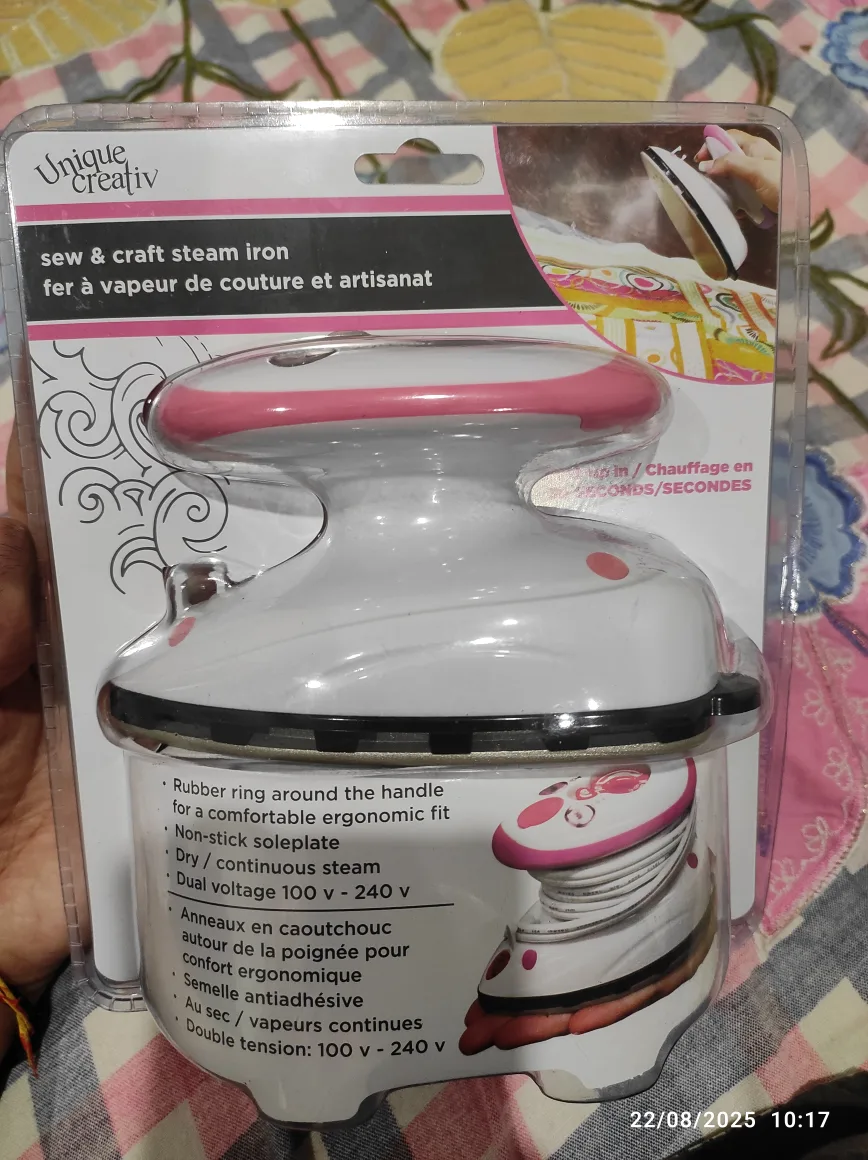 Unique
creativ
sew & craft steam iron
fer à vapeur de couture et artisanat
up in / Chauffage en
SECONDS/SECONDES
· Rubber ring around the handle
for a comfortable ergonomic fit
· Non-stick soleplate
· Dry / continuous steam
· Dual voltage 100 v - 240 v
· Anneaux en caoutchouc
autour de la poignée pour
confort ergonomique
· Semelle antiadhésive
· Au sec / vapeurs continues
· Double tension: 100 v - 240 v
22/08/2025 10:17